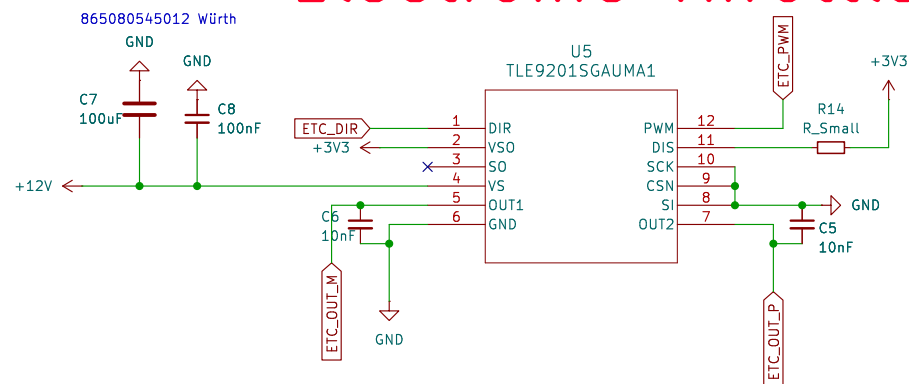 865080545012 Würth
GND
GND
C7
100uF
C8
100nF
+12V
ETC_DIR
+3V3
U5
TLE9201SGAUMA1
1
DIR
2
VSO
3
SO
4
VS
5
OUT1
6
GND
PWM
12
DIS
11
SCK
10
CSN
9
SI
8
OUT2
7
ETC_PWM
R14
R_Small
+3V3
GND
C5
10nF
C6
10nF
ETC_OUT_M
GND
ETC_OUT_P